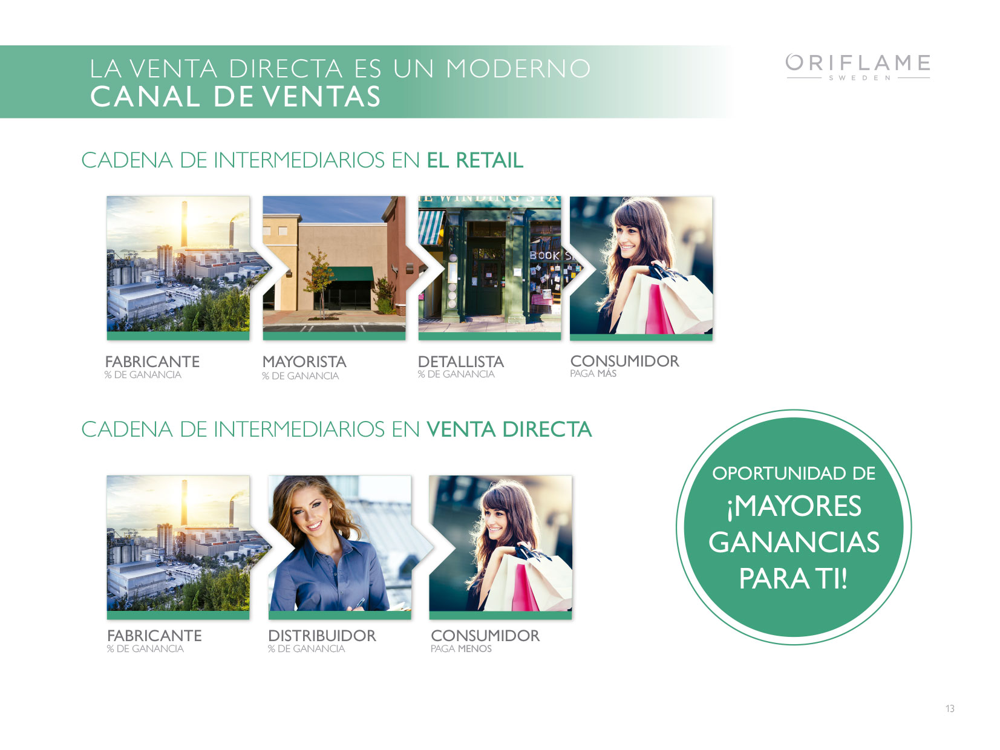 LA VENTA DIRECTA ES UN MODERNO
CANAL DE VENTAS
ORIFLAME
SWEDEN
CADENA DE INTERMEDIARIOS EN EL RETAIL
E WINDING STA
BOOK S
FABRICANTE
% DE GANANCIA
MAYORISTA
% DE GANANCIA
DETALLISTA
% DE GANANCIA
CONSUMIDOR
PAGA MÁS
CADENA DE INTERMEDIARIOS EN VENTA DIRECTA
FABRICANTE
% DE GANANCIA
DISTRIBUIDOR
% DE GANANCIA
CONSUMIDOR
PAGA MENOS
OPORTUNIDAD DE
¡MAYORES
GANANCIAS
PARA TI!
13